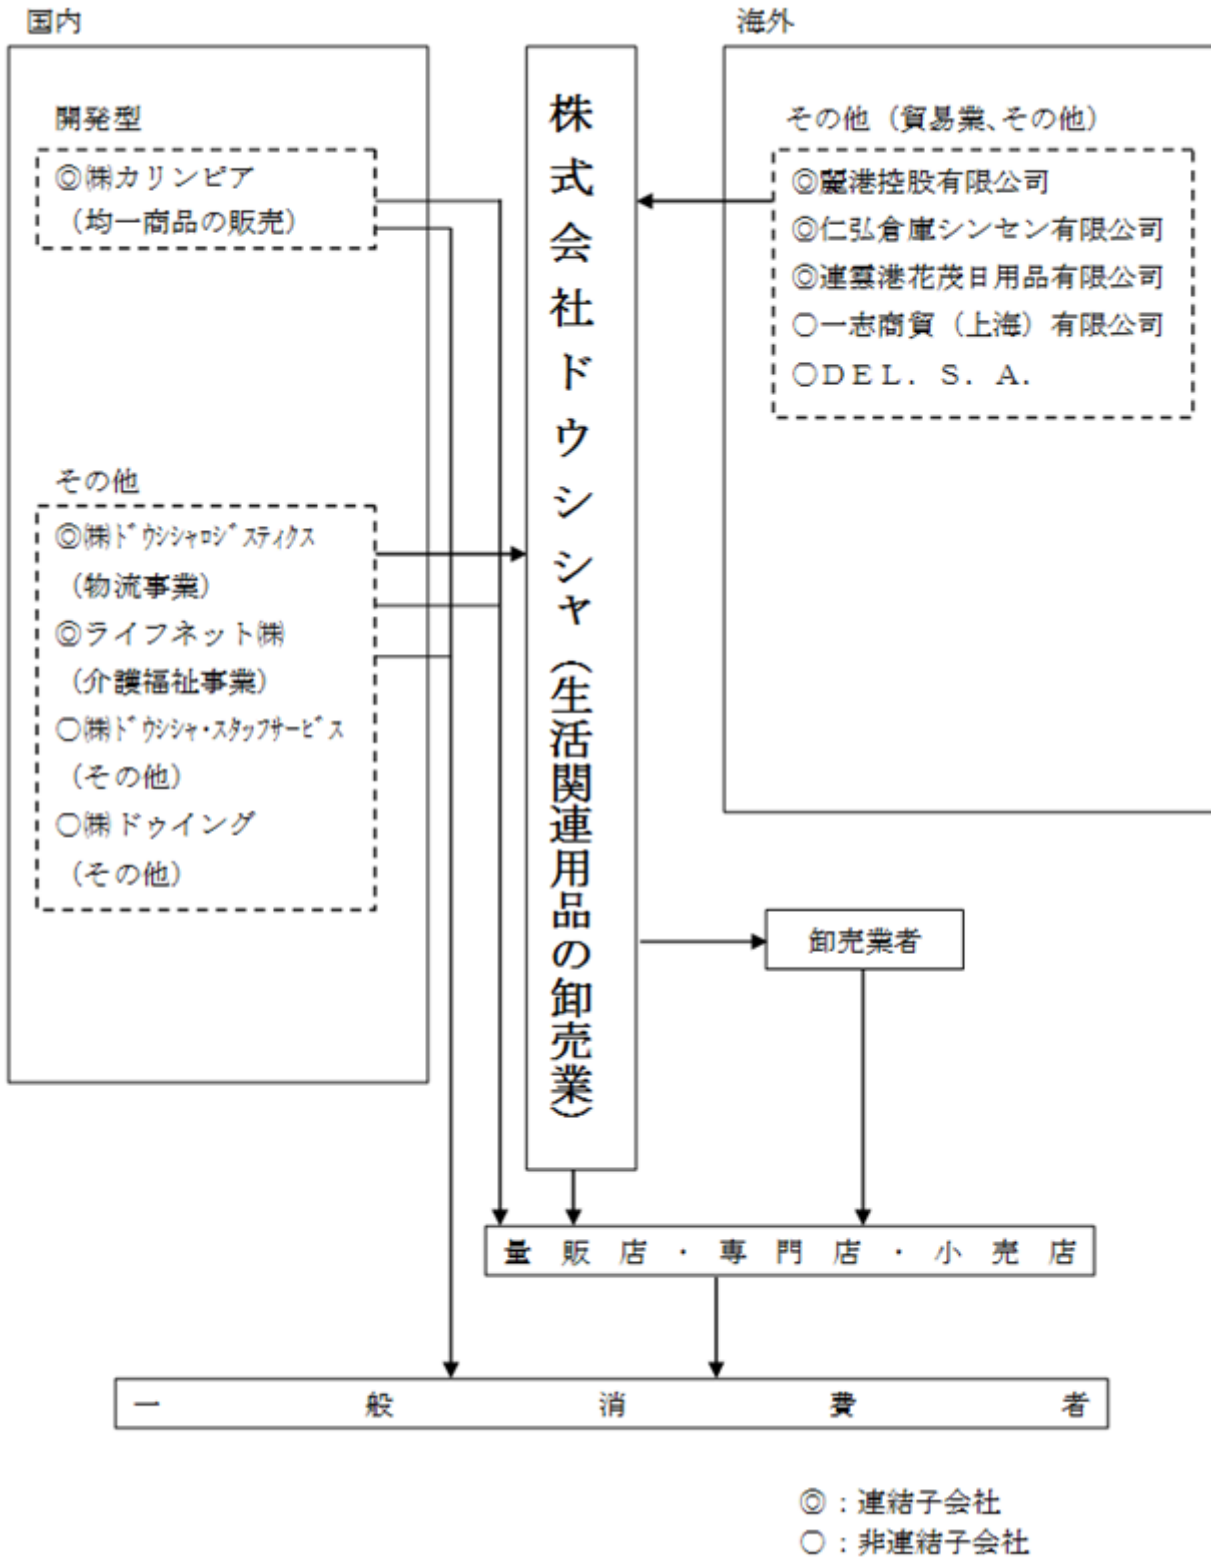 国内
開発型
◎㈱カリンピア
（均一商品の販売）
その他
◎㈱ﾄﾞｳｼｼｬﾛｼﾞｽﾃｨｸｽ
（物流事業）
◎ライフネット㈱
（介護福祉事業）
○㈱ﾄﾞｳｼｼｬ･ｽﾀｯﾌｻｰﾋﾞｽ
（その他）
○㈱ドゥイング
（その他）
株式会社ドウシシャ（生活関連用品の卸売業）
海外
その他（貿易業、その他）
◎麗港控股有限公司
◎仁弘倉庫シンセン有限公司
◎連雲港花茂日用品有限公司
○一志商貿（上海）有限公司
○ＤＥＬ．Ｓ．Ａ．
卸売業者
量販店・専門店・小売店
一般消費者
◎：連結子会社
○：非連結子会社